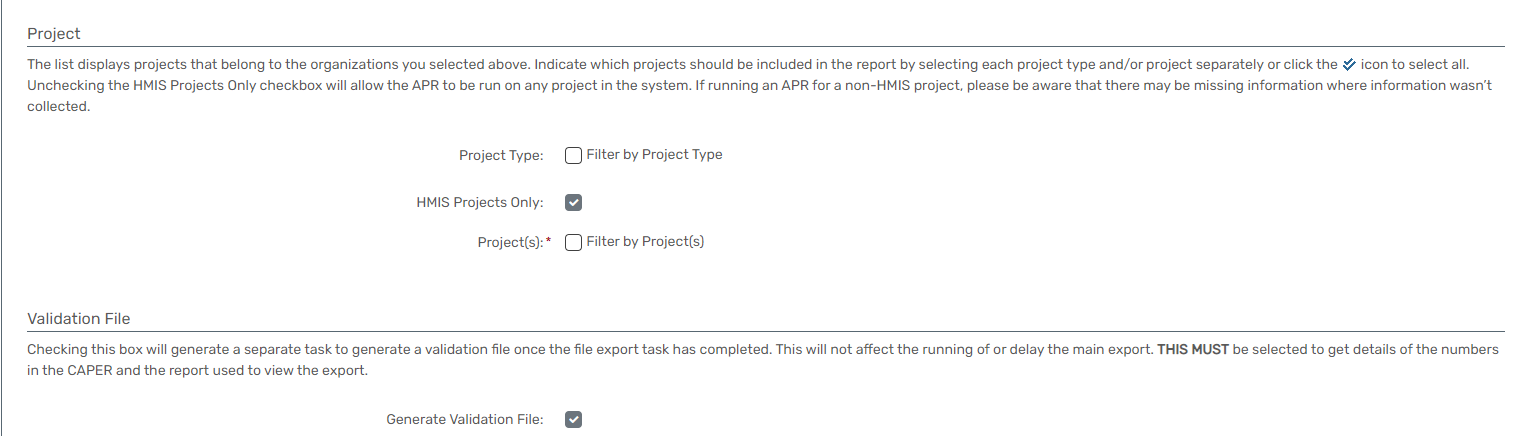 Project
The list displays projects that belong to the organizations you selected above. Indicate which projects should be included in the report by selecting each project type and/or project separately or click the icon to select all.
Unchecking the HMIS Projects Only checkbox will allow the APR to be run on any project in the system. If running an APR for a non-HMIS project, please be aware that there may be missing information where information wasn't
collected.
Project Type: Filter by Project Type
HMIS Projects Only:
Project(s):* Filter by Project(s)
Validation File
Checking this box will generate a separate task to generate a validation file once the file export task has completed. This will not affect the running of or delay the main export. THIS MUST be selected to get details of the numbers
in the CAPER and the report used to view the export.
Generate Validation File: